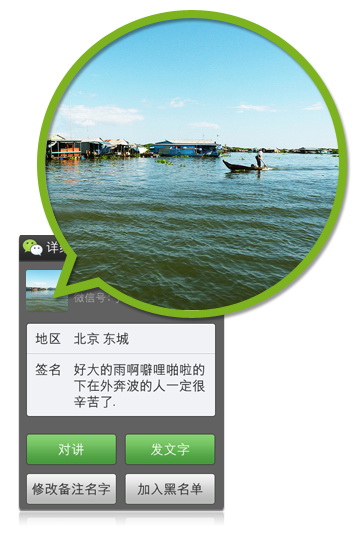 详
微信号:
地区 北京 东城
签名 好大的雨啊噼哩啪啦的
下在外奔波的人一定很
辛苦了.
对讲 发文字
修改备注名字 加入黑名单